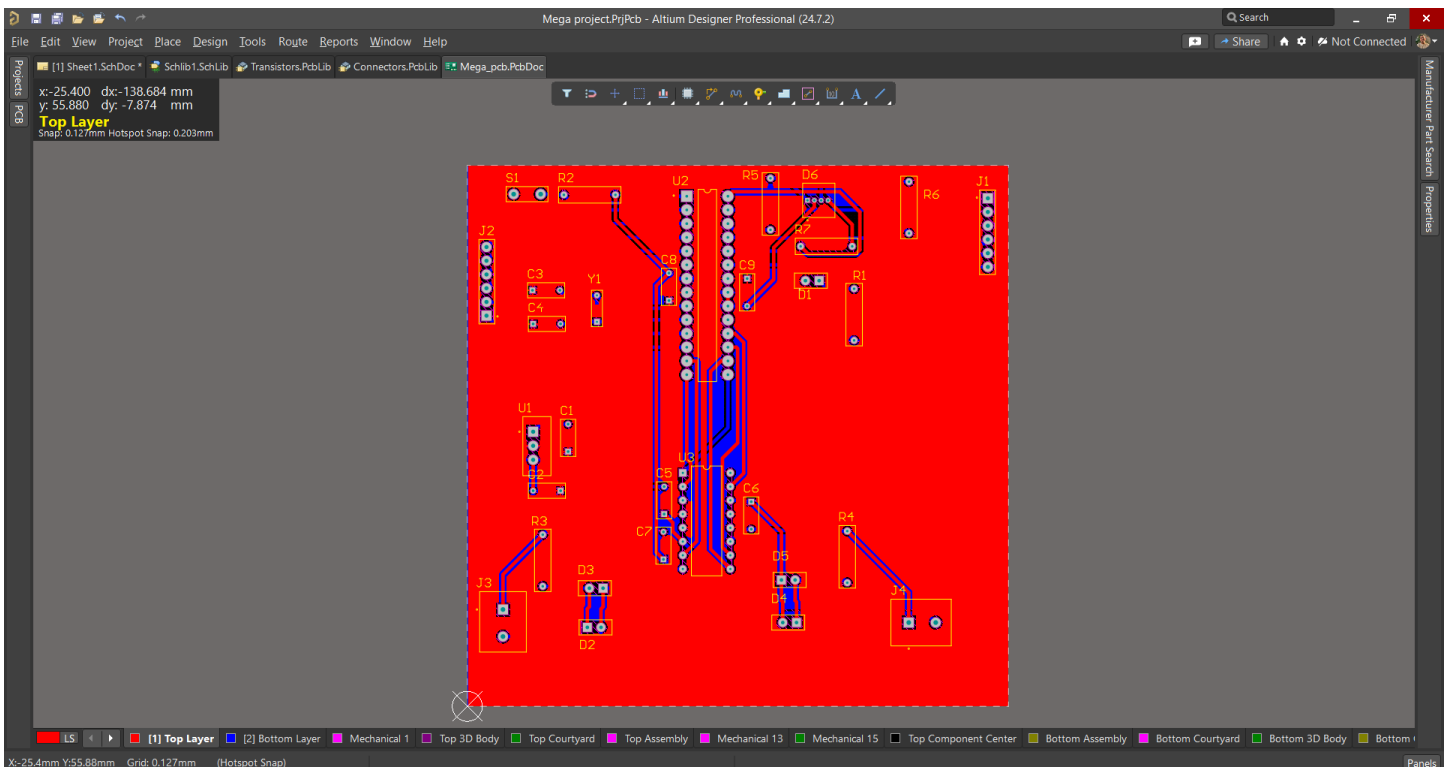 Mega project.PrjPcb - Altium Designer Professional (24.7.2)
Search
File Edit View Project Place Design Tools Route Reports Window Help
Share
Not Connected
[1] Sheet1.SchDoc * Schlib1.SchLib Transistors.PcbLib Connectors.PcbLib Mega_pcb.PcbDoc
Projects
PCB
x:-25.400 dx:-138.684 mm
y: 55.880 dy: -7.874 mm
Top Layer
Snap: 0.127mm Hotspot Snap: 0.203mm
Manufacturer Part Search
Properties
S1 R2 U2 R5 D6 R6 J1
J2 R7
C3 Y1 C8 C9 D1 R1
C4
U1 C1
C2 U3 C5 C6
R3 C7 R4
J3 D3 D5 J4
D2 D4
LS [1] Top Layer [2] Bottom Layer Mechanical 1 Top 3D Body Top Courtyard Top Assembly Mechanical 13 Mechanical 15 Top Component Center Bottom Assembly Bottom Courtyard Bottom 3D Body Bottom
X:-25.4mm Y:55.88mm Grid: 0.127mm (Hotspot Snap)
Panels